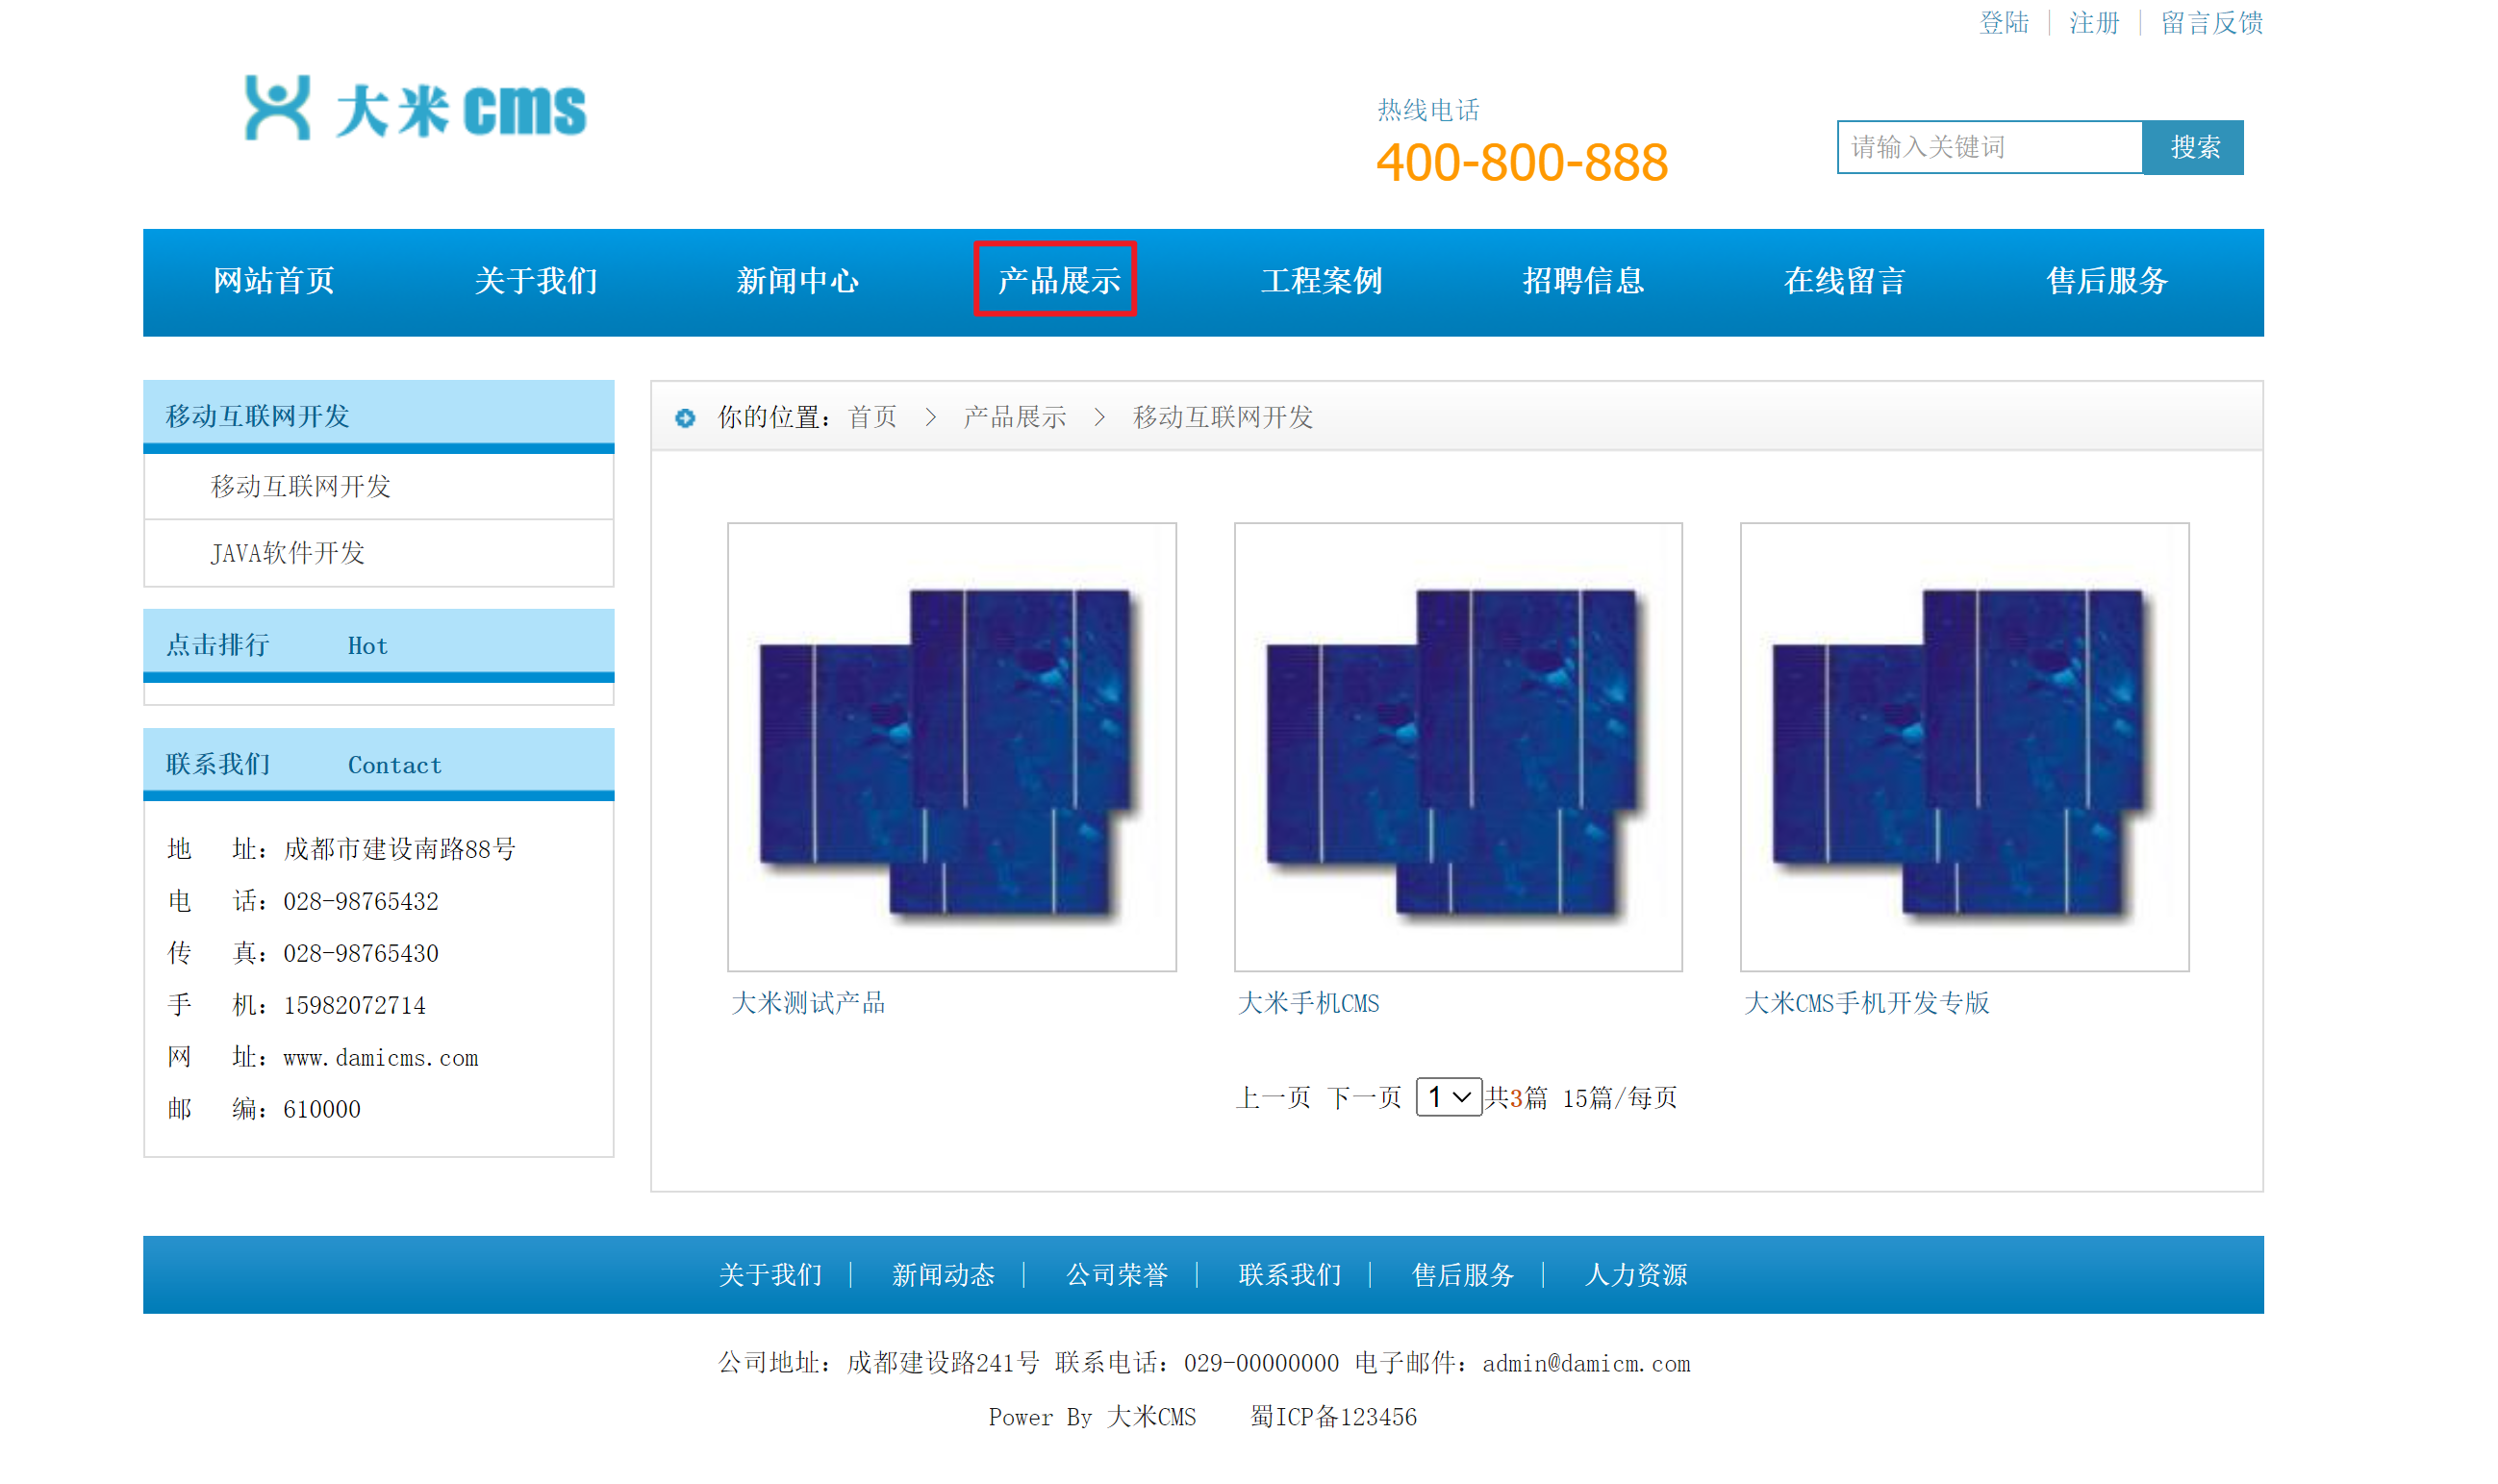 登陆 | 注册 | 留言反馈
大米cms
热线电话
400-800-888
请输入关键词 搜索
网站首页 关于我们 新闻中心 产品展示 工程案例 招聘信息 在线留言 售后服务
移动互联网开发
移动互联网开发
JAVA软件开发
点击排行 Hot
联系我们 Contact
地 址：成都市建设南路88号
电 话：028-98765432
传 真：028-98765430
手 机：15982072714
网 址：www.damicms.com
邮 编：610000
你的位置：首页 > 产品展示 > 移动互联网开发
大米测试产品 大米手机CMS 大米CMS手机开发专版
上一页 下一页 1 共3篇 15篇/每页
关于我们 | 新闻动态 | 公司荣誉 | 联系我们 | 售后服务 | 人力资源
公司地址：成都建设路241号 联系电话：029-00000000 电子邮件：admin@damicm.com
Power By 大米CMS 蜀ICP备123456